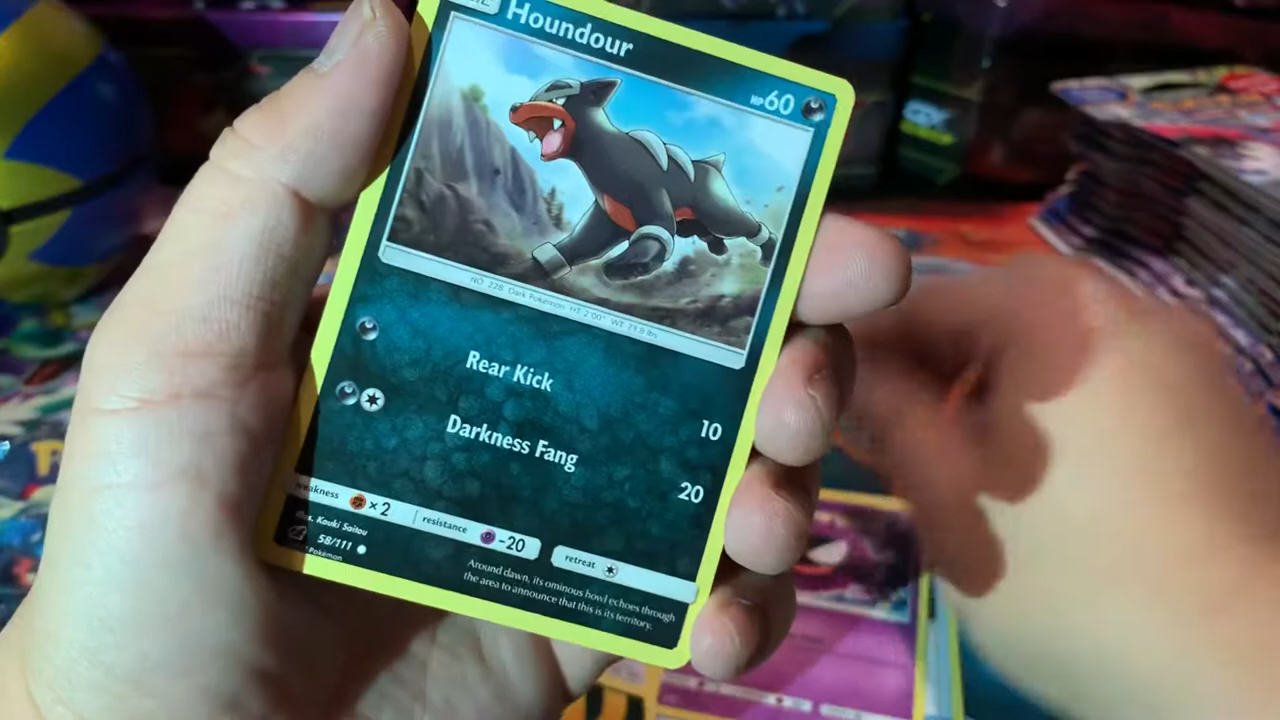 Houndour
HP 60
NO. 228 Dark Pokémon HT: 2'00" WT: 23.8 lbs
Rear Kick
10
Darkness Fang
20
weakness ×2 resistance -20 retreat
illus. Kouki Saitou
58/111
Pokémon
Around dawn, its ominous howl echoes through
the area to announce that this is its territory.
GX